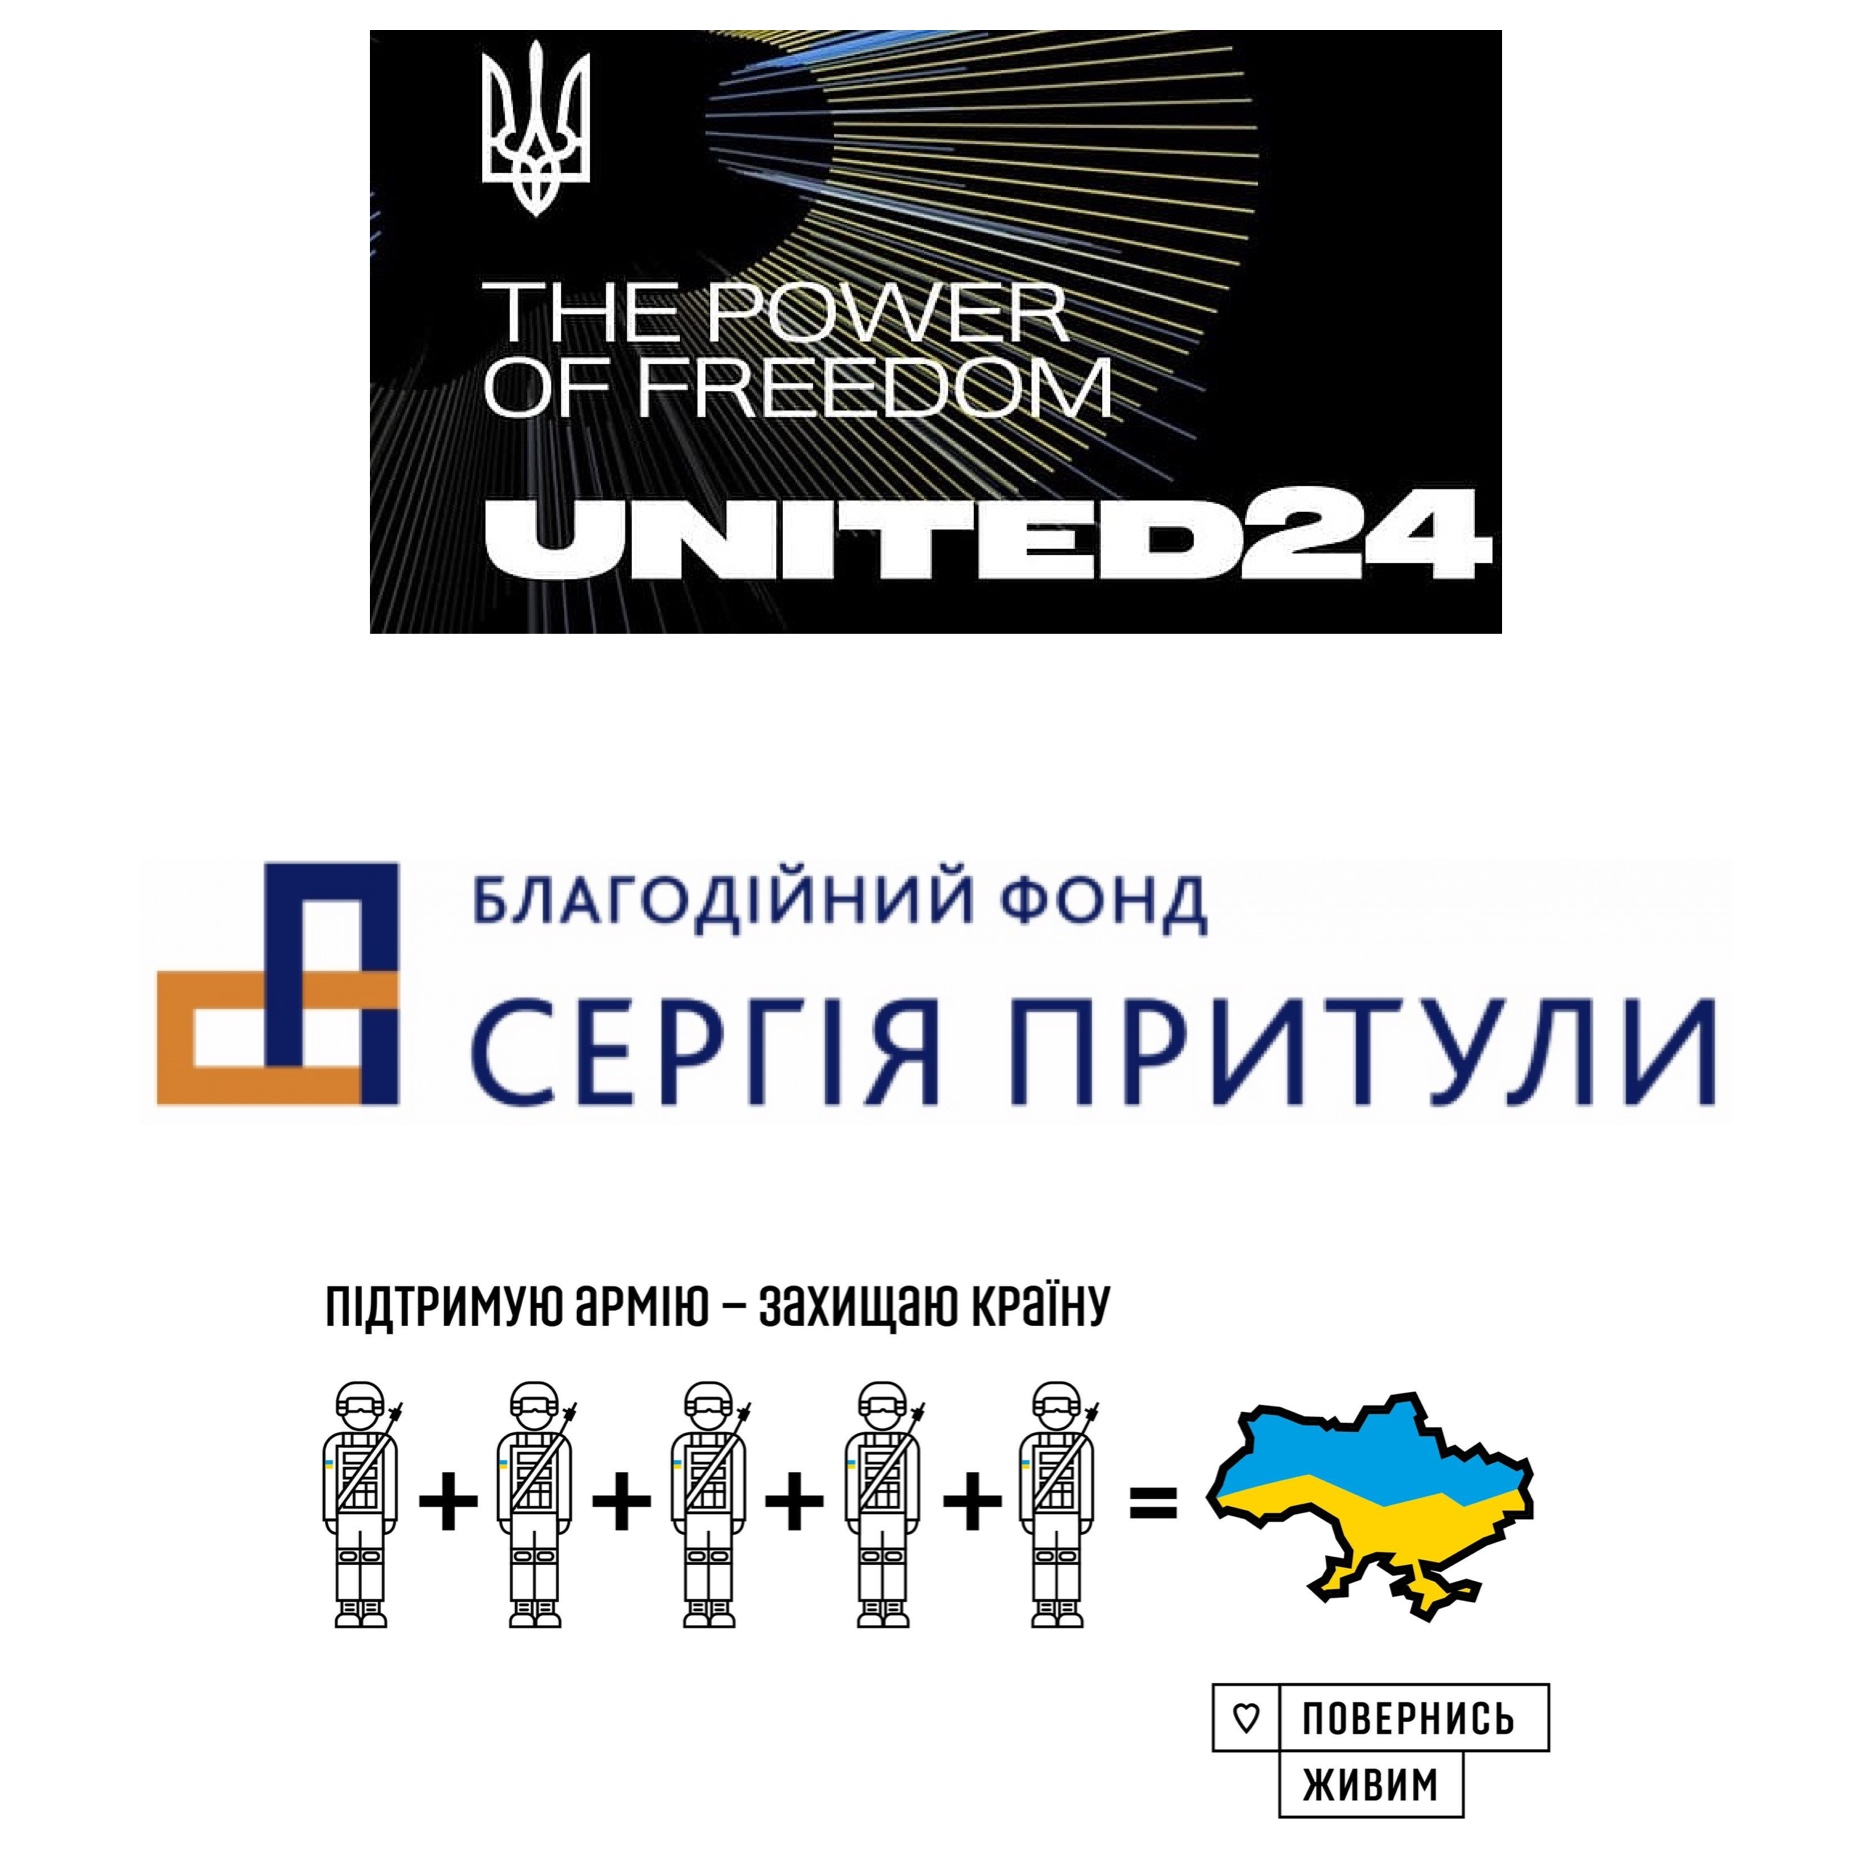 THE POWER
OF FREEDOM
UNITED24
БЛАГОДІЙНИЙ ФОНД
СЕРГІЯ ПРИТУЛИ
ПІДТРИМУЮ аРМІЮ – ЗаХИЩаЮ КРаЇНУ
+ + + + =
ПОВЕРНИСЬ
ЖИВИМ